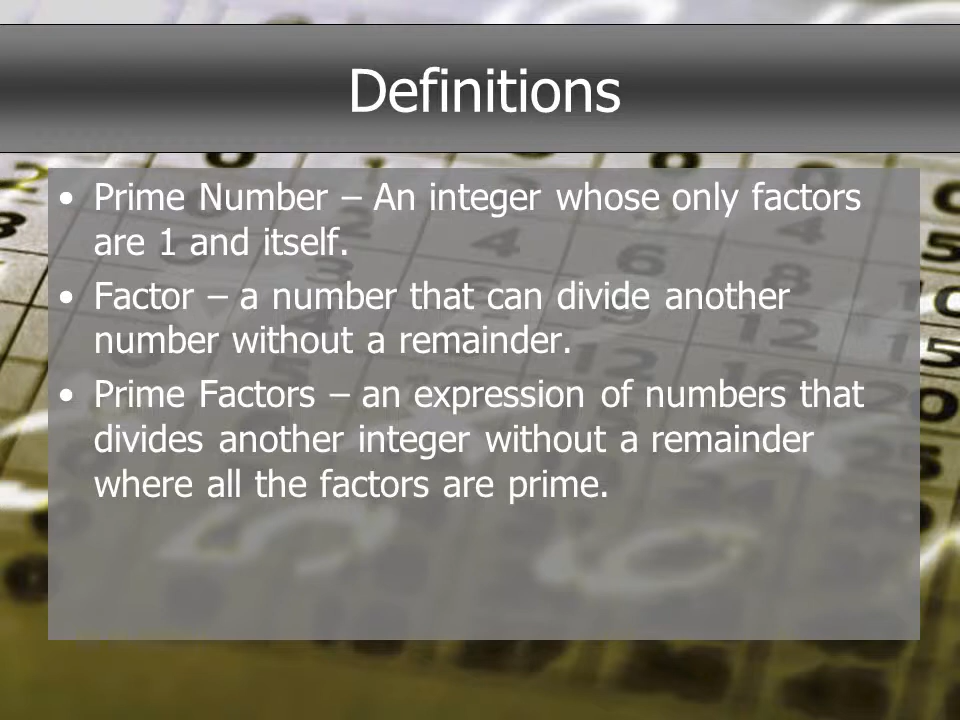 Definitions
• Prime Number – An integer whose only factors
are 1 and itself.
• Factor – a number that can divide another
number without a remainder.
• Prime Factors – an expression of numbers that
divides another integer without a remainder
where all the factors are prime.